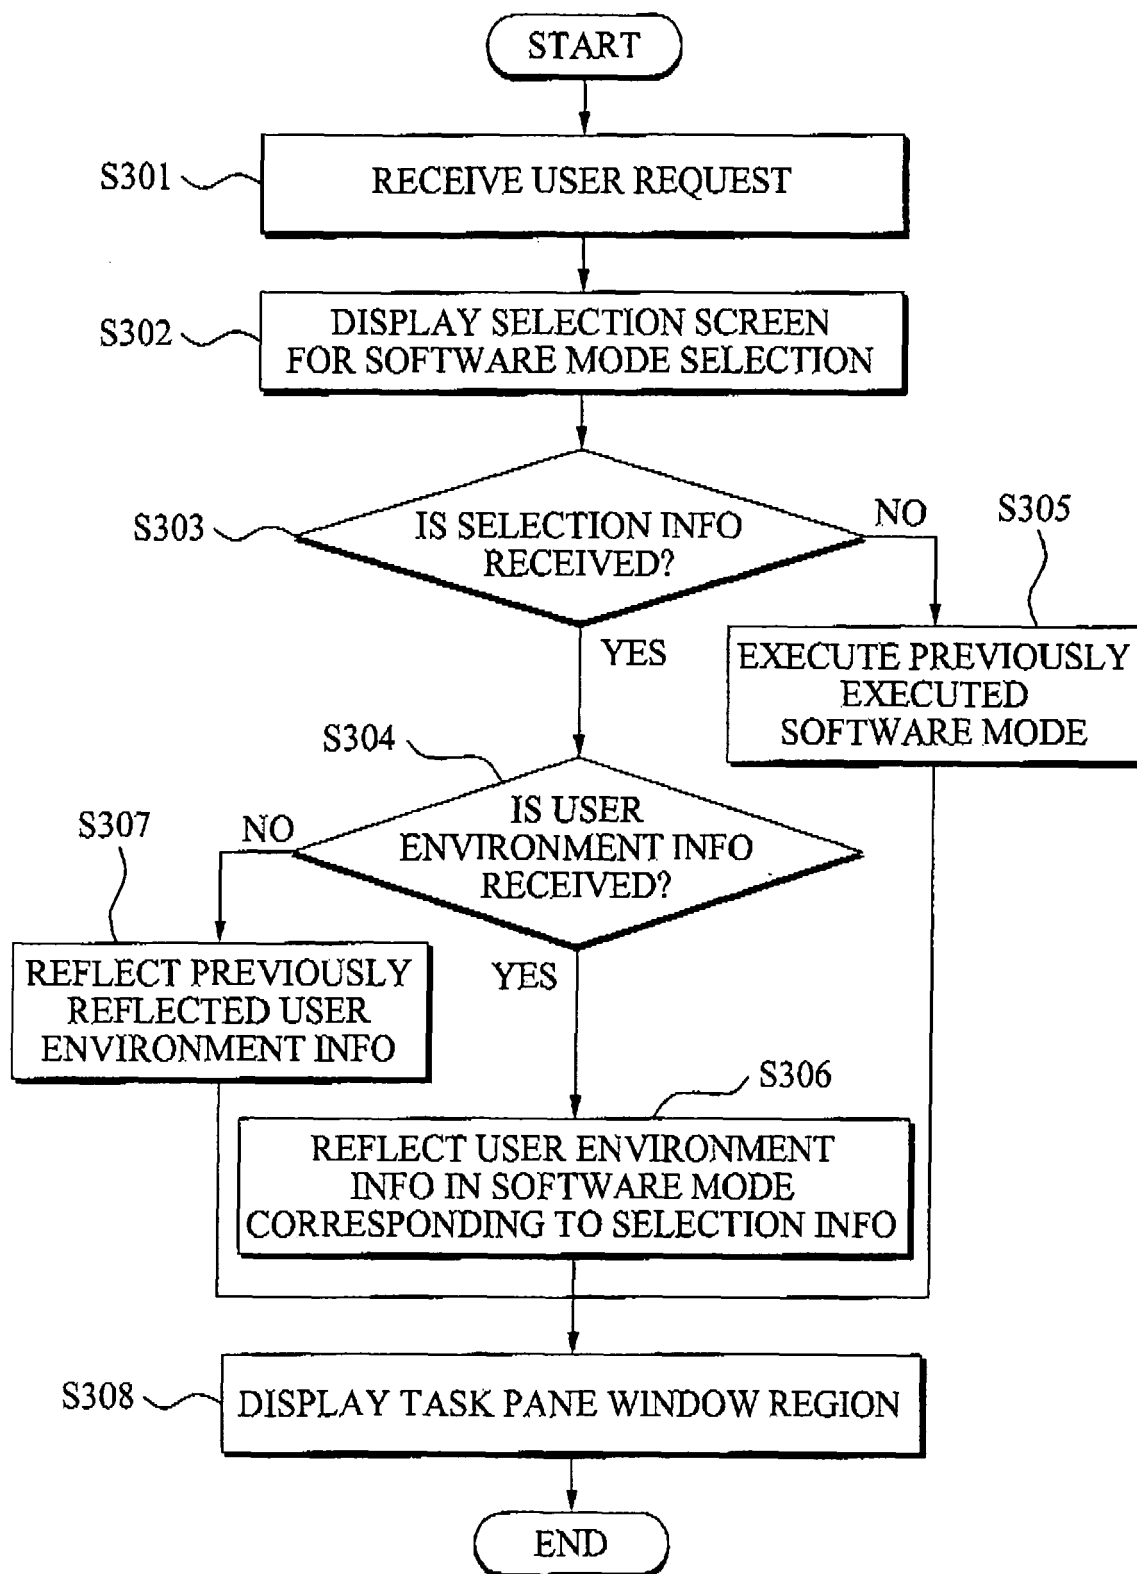 START
S301
RECEIVE USER REQUEST
S302
DISPLAY SELECTION SCREEN
FOR SOFTWARE MODE SELECTION
S303
IS SELECTION INFO
RECEIVED?
NO
S305
YES
EXECUTE PREVIOUSLY
EXECUTED
SOFTWARE MODE
S304
IS USER
ENVIRONMENT INFO
RECEIVED?
NO
S307
YES
REFLECT PREVIOUSLY
REFLECTED USER
ENVIRONMENT INFO
S306
REFLECT USER ENVIRONMENT
INFO IN SOFTWARE MODE
CORRESPONDING TO SELECTION INFO
S308
DISPLAY TASK PANE WINDOW REGION
END